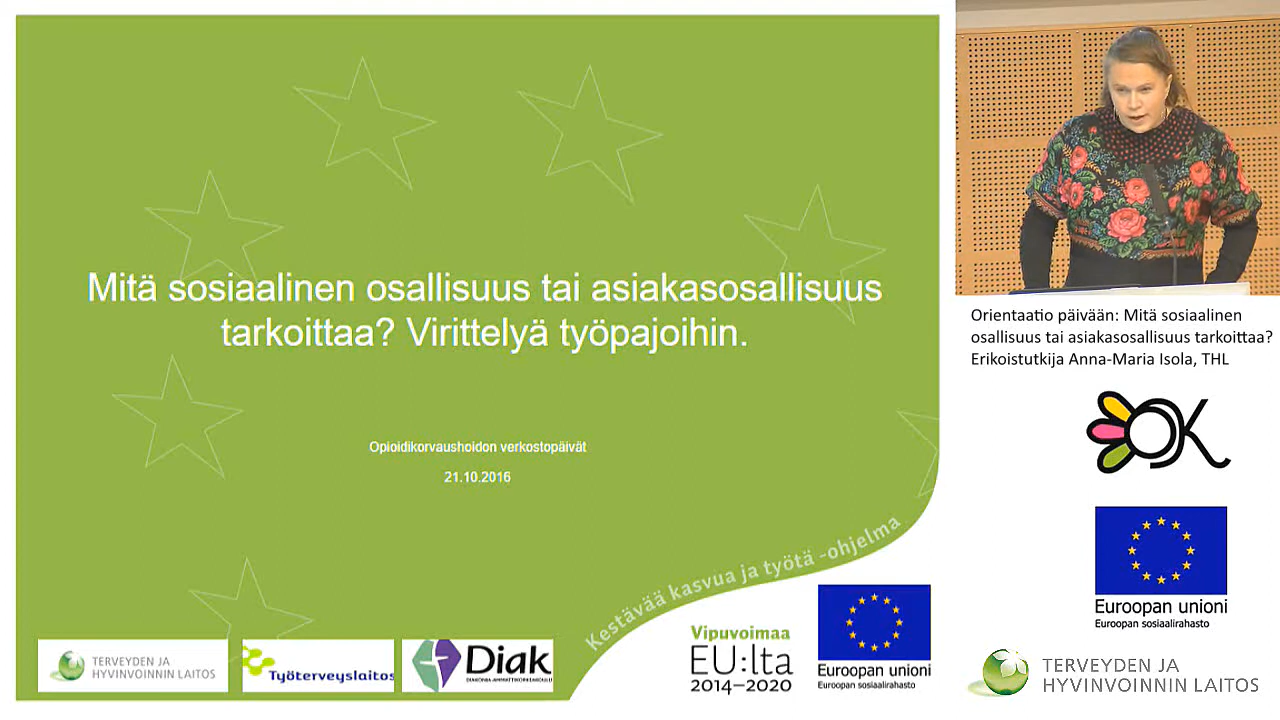 Mitä sosiaalinen osallisuus tai asiakasosallisuus
tarkoittaa? Virittelyä työpajoihin.
Opioidikorvaushoidon verkostopäivät
21.10.2016
Kestävää kasvua ja työtä -ohjelma
TERVEYDEN JA
HYVINVOINNIN LAITOS
Työterveyslaitos
Diak
DIAKONIA-AMMATTIKORKEAKOULU
Vipuvoimaa
EU:lta
2014–2020
Euroopan unioni
Euroopan sosiaalirahasto
Orientaatio päivään: Mitä sosiaalinen
osallisuus tai asiakasosallisuus tarkoittaa?
Erikoistutkija Anna-Maria Isola, THL
OK
Euroopan unioni
Euroopan sosiaalirahasto
TERVEYDEN JA
HYVINVOINNIN LAITOS